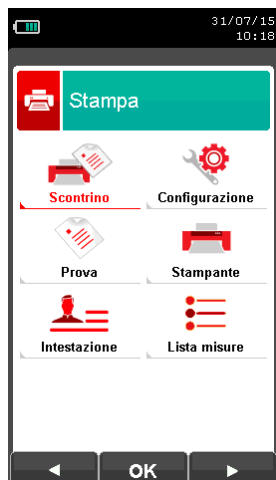 31/07/15
10:18
Stampa
Scontrino
Configurazione
Prova
Stampante
Intestazione
Lista misure
OK